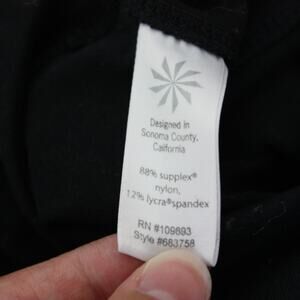 Designed in
Sonoma County,
California
88% supplex®
nylon,
12% lycra® spandex
RN #109893
Style #683758